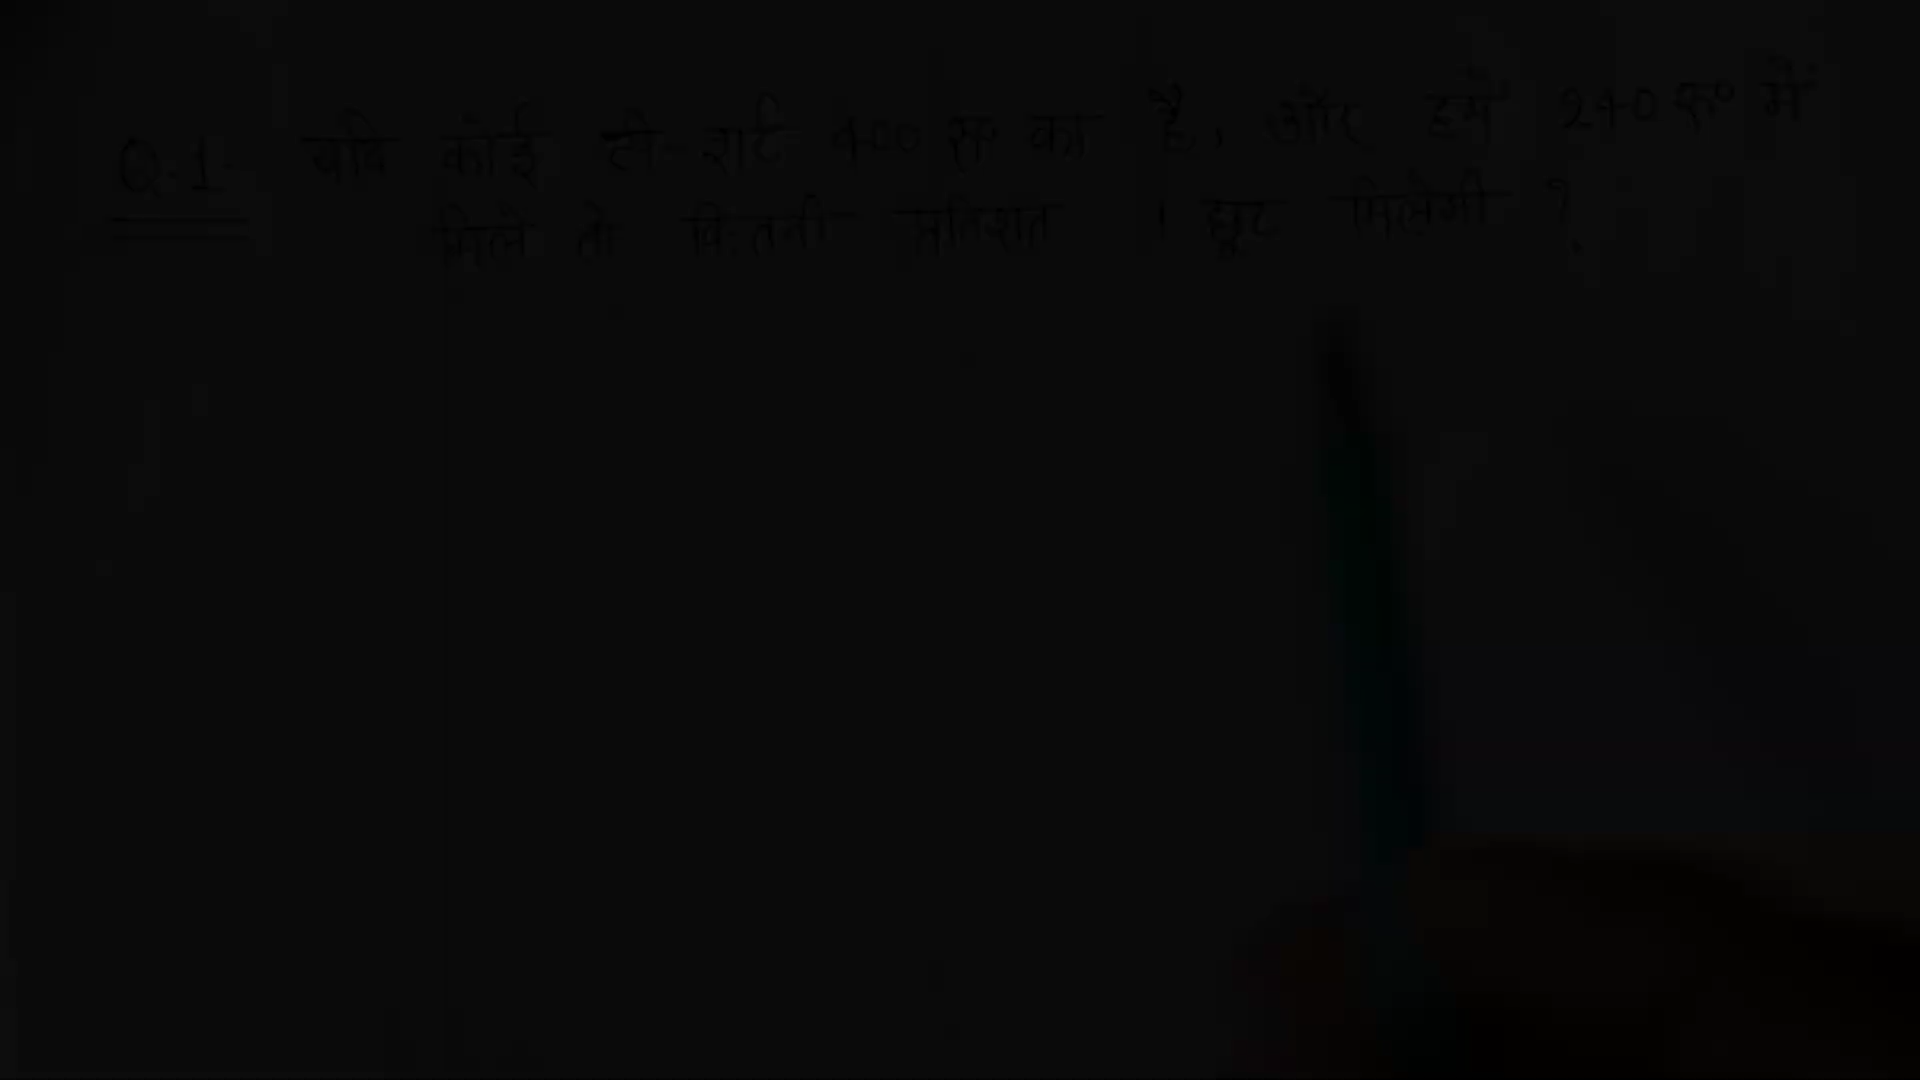 Q.1- यदि कोई टी-शर्ट 400 रु० का है, और हमें 240 रु० में
मिले तो कितनी प्रतिशत । छूट मिलेगी ?